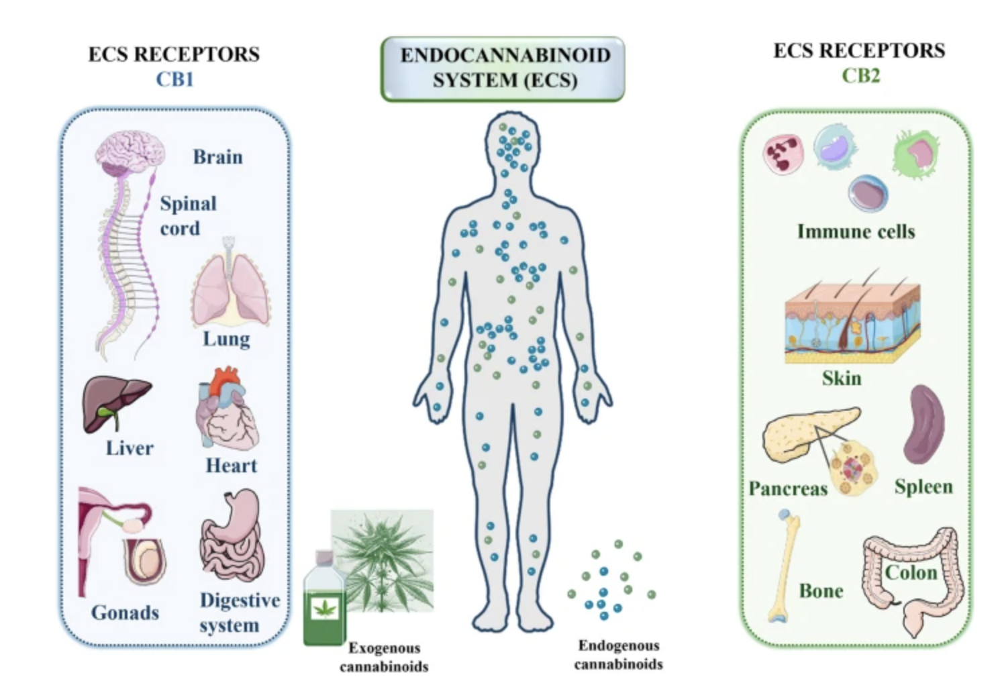 ECS RECEPTORS
CB1
Brain
Spinal
cord
Lung
Liver
Heart
Gonads
Digestive
system
ENDOCANNABINOID
SYSTEM (ECS)
Exogenous
cannabinoids
Endogenous
cannabinoids
ECS RECEPTORS
CB2
Immune cells
Skin
Pancreas
Spleen
Bone
Colon